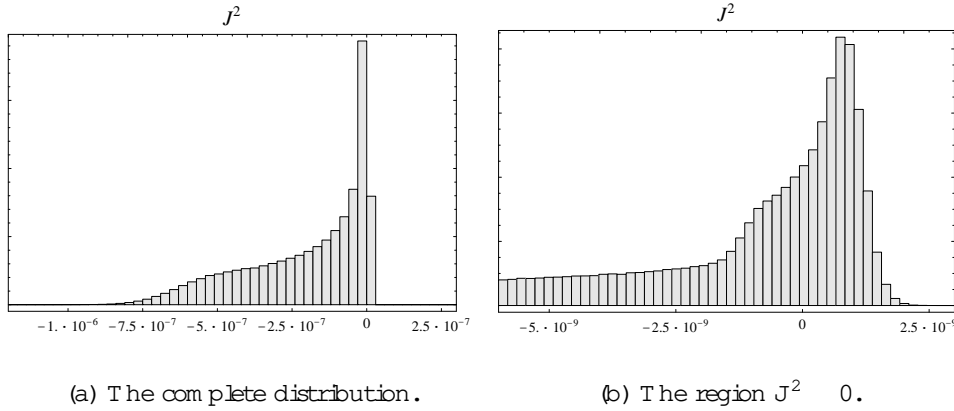 J²
J²
−1. · 10⁻⁶ −7.5 · 10⁻⁷ −5. · 10⁻⁷ −2.5 · 10⁻⁷ 0 2.5 · 10⁻⁷
−5. · 10⁻⁹ −2.5 · 10⁻⁹ 0 2.5 · 10⁻⁹
(a) The complete distribution.
(b) The region J² 0.